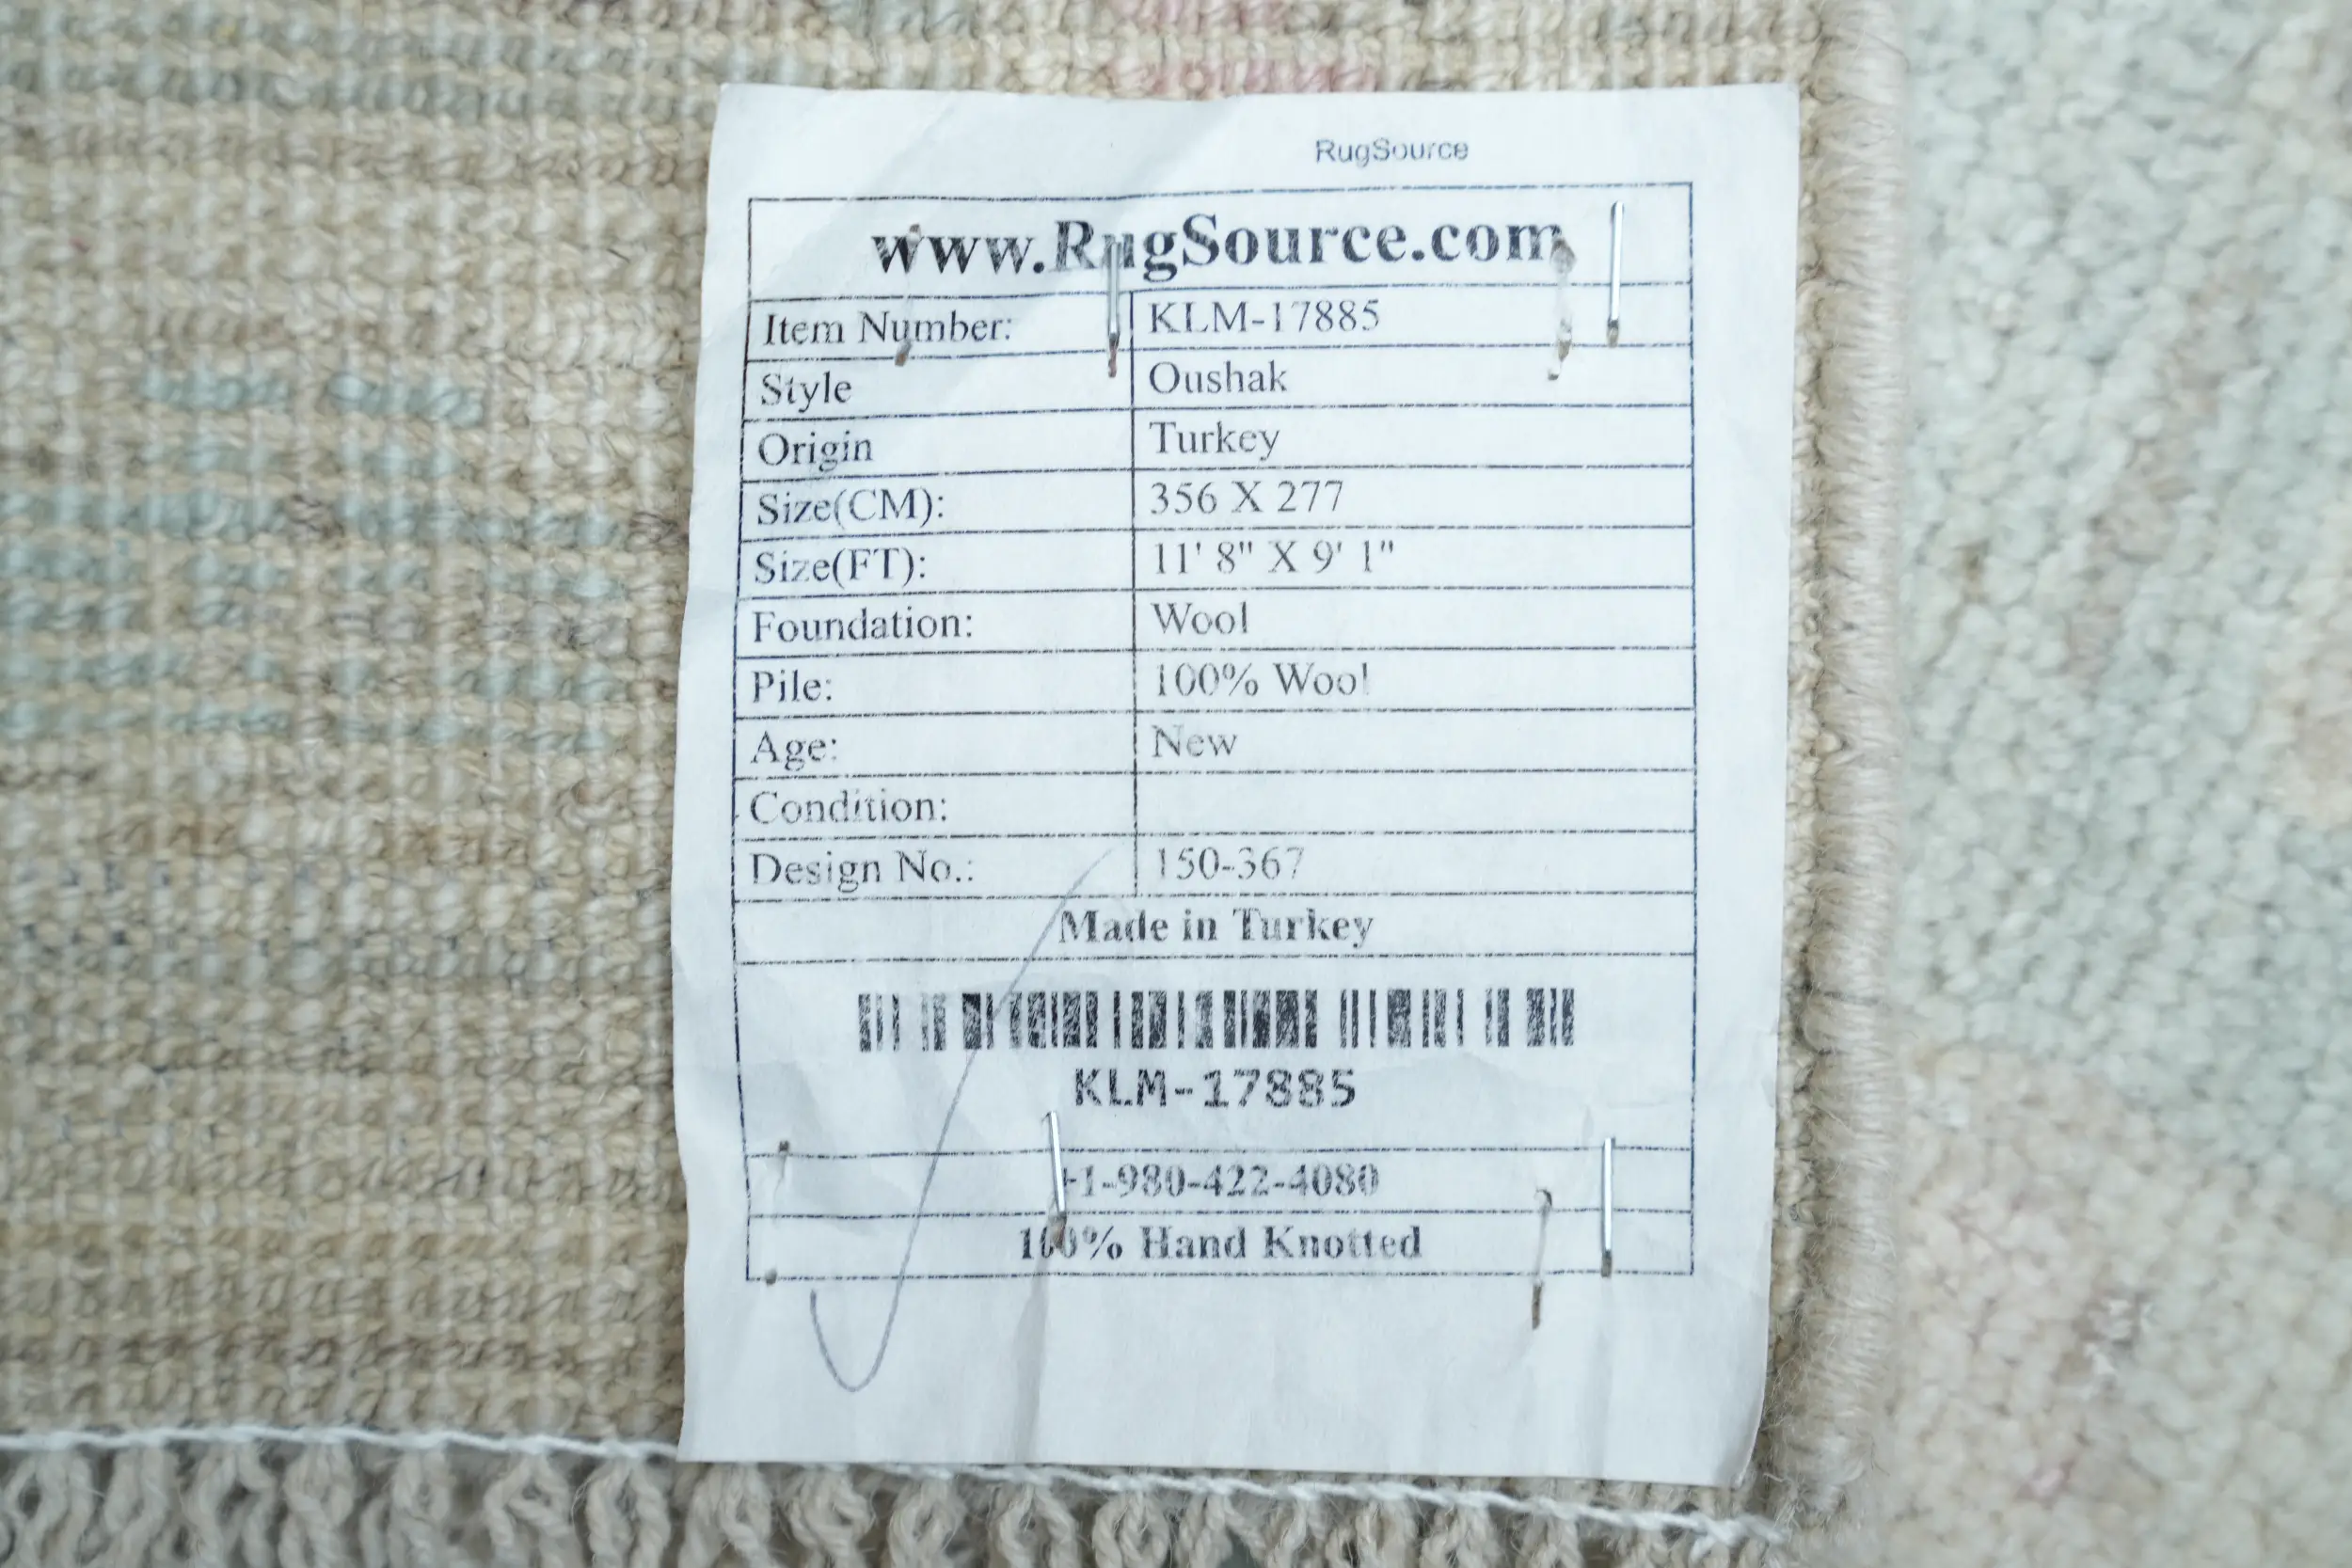 RugSource
www.RugSource.com
Item Number: KLM-17885
Style Oushak
Origin Turkey
Size(CM): 356 X 277
Size(FT): 11' 8" X 9' 1"
Foundation: Wool
Pile: 100% Wool
Age: New
Condition:
Design No.: 150-367
Made in Turkey
KLM-17885
+1-980-422-4080
100% Hand Knotted